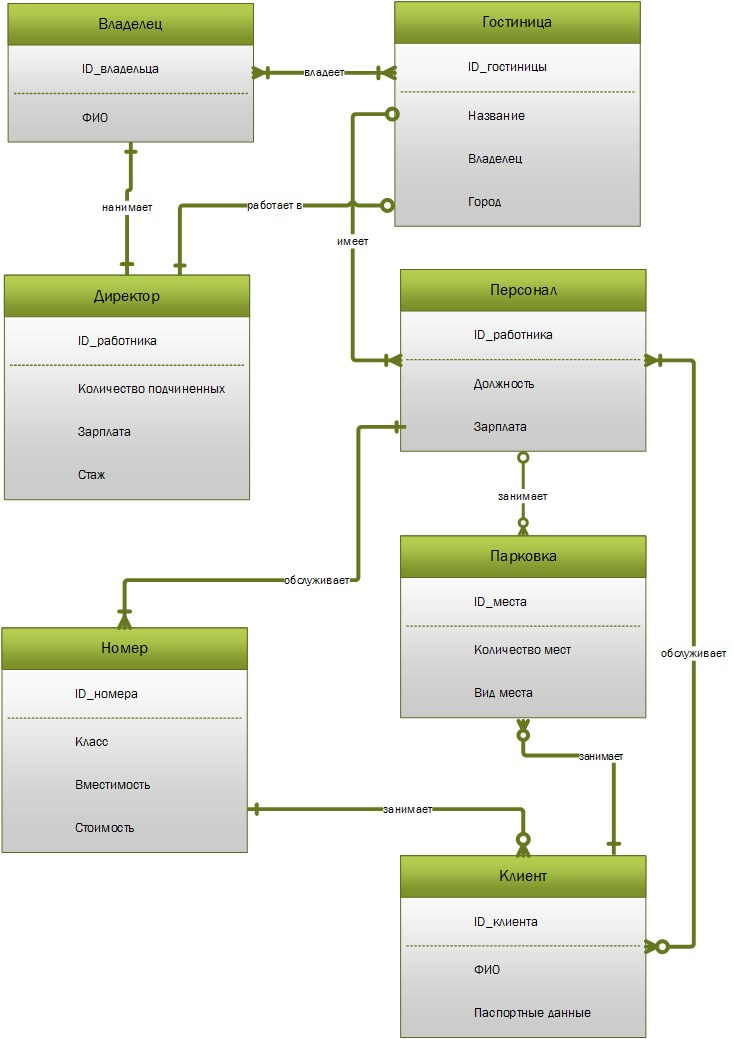 Владелец
ID_владельца
ФИО
Гостиница
ID_гостиницы
Название
Владелец
Город
владеет
нанимает
работает в
имеет
Директор
ID_работника
Количество подчиненных
Зарплата
Стаж
Персонал
ID_работника
Должность
Зарплата
занимает
обслуживает
Парковка
ID_места
Количество мест
Вид места
обслуживает
Номер
ID_номера
Класс
Вместимость
Стоимость
занимает
занимает
Клиент
ID_клиента
ФИО
Паспортные данные